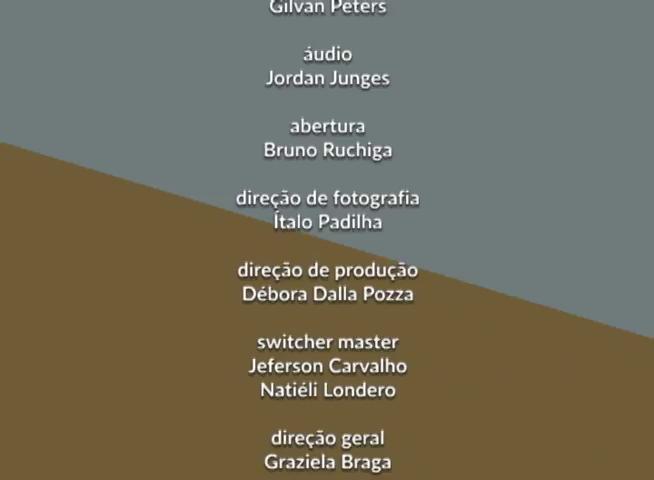 Gilvan Peters
áudio
Jordan Junges
abertura
Bruno Ruchiga
direção de fotografia
Ítalo Padilha
direção de produção
Débora Dalla Pozza
switcher master
Jeferson Carvalho
Natiéli Londero
direção geral
Graziela Braga